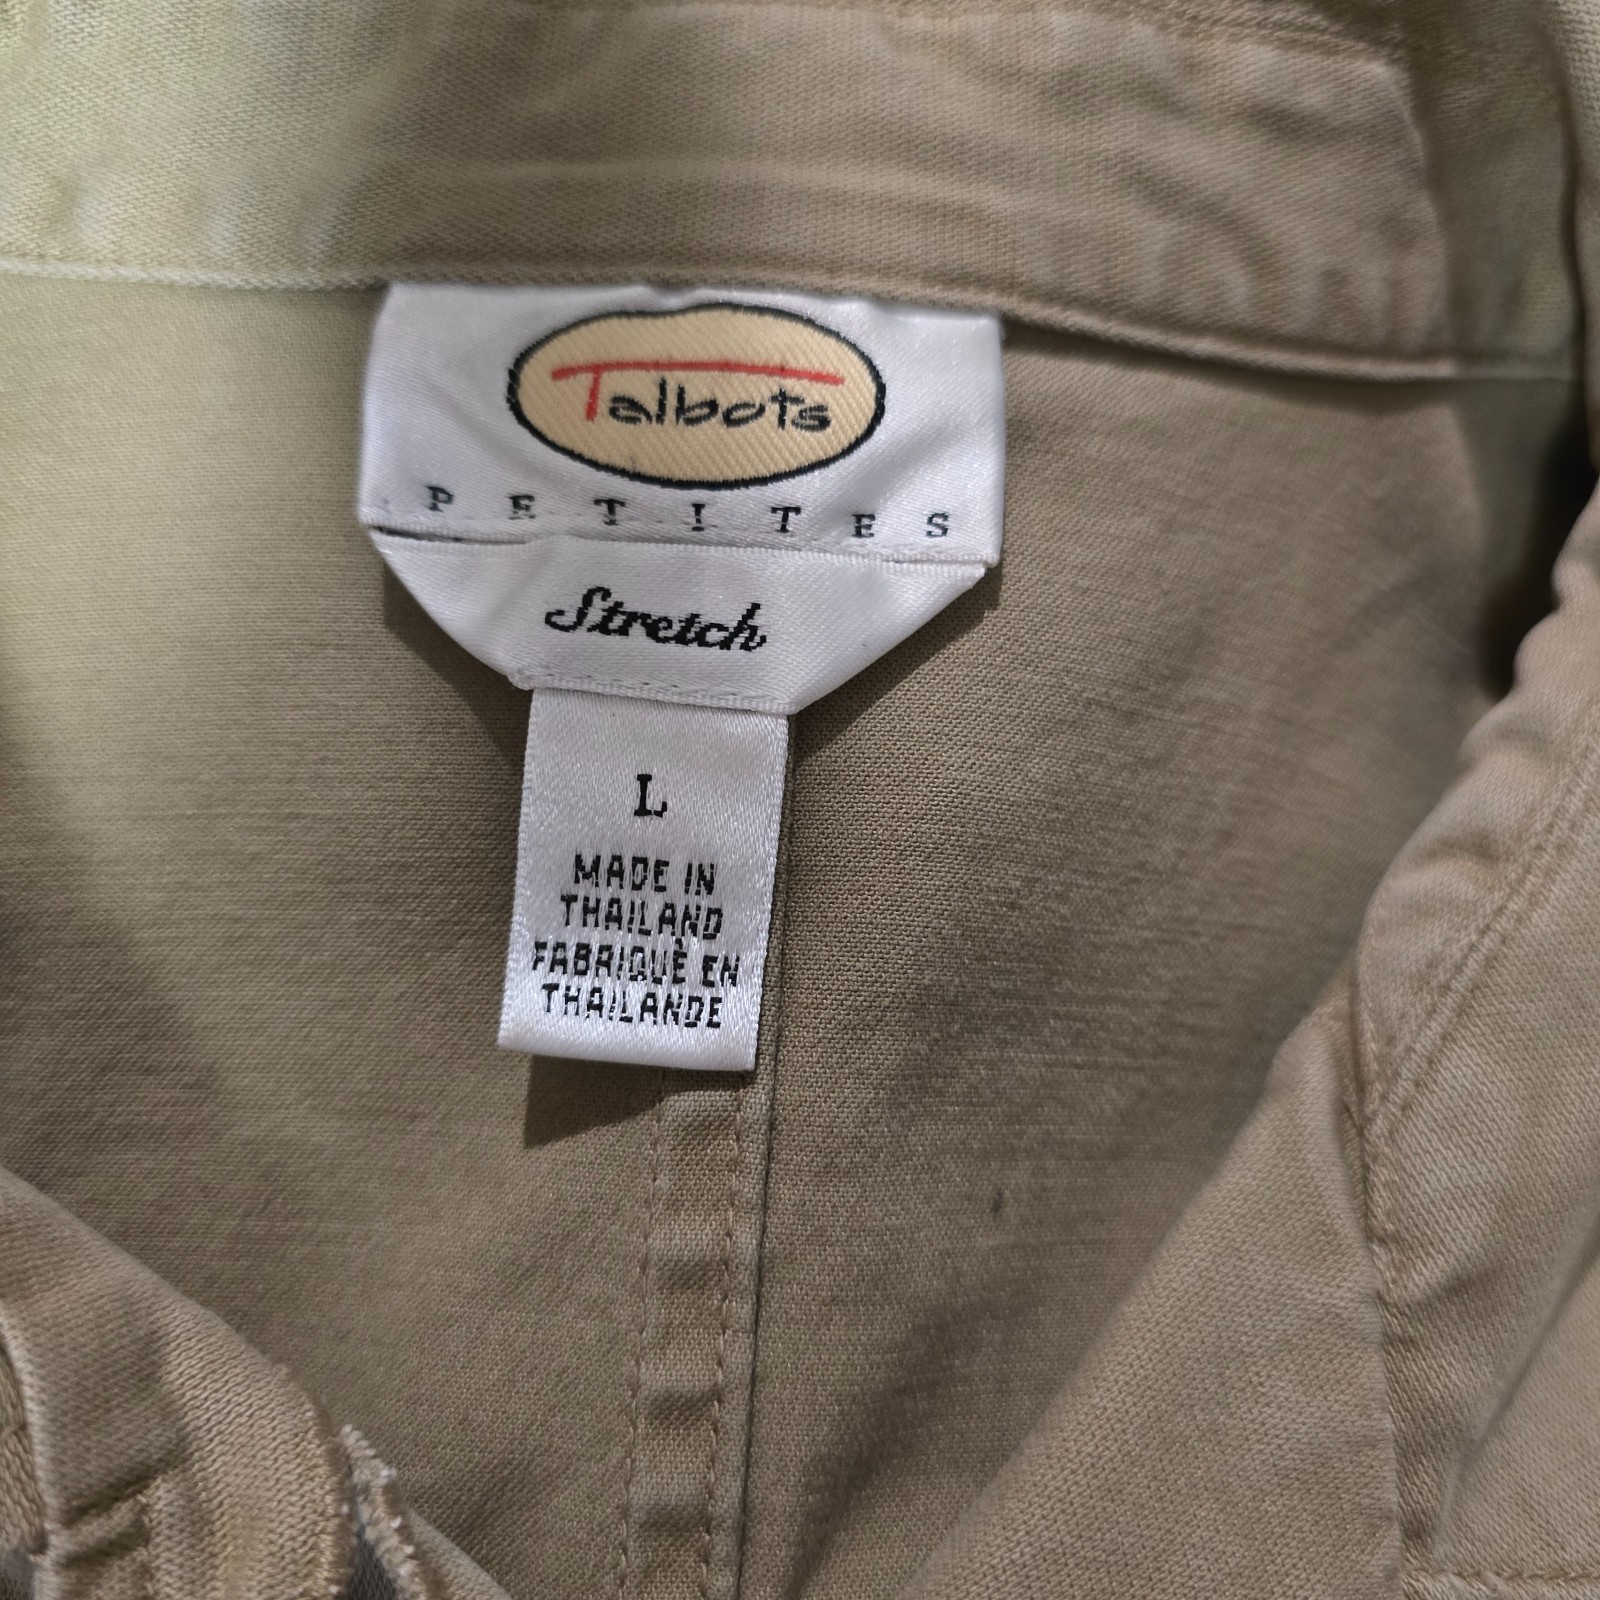 Talbots
PETITES
Stretch
L
MADE IN
THAILAND
FABRIQUÈ EN
THAILANDE